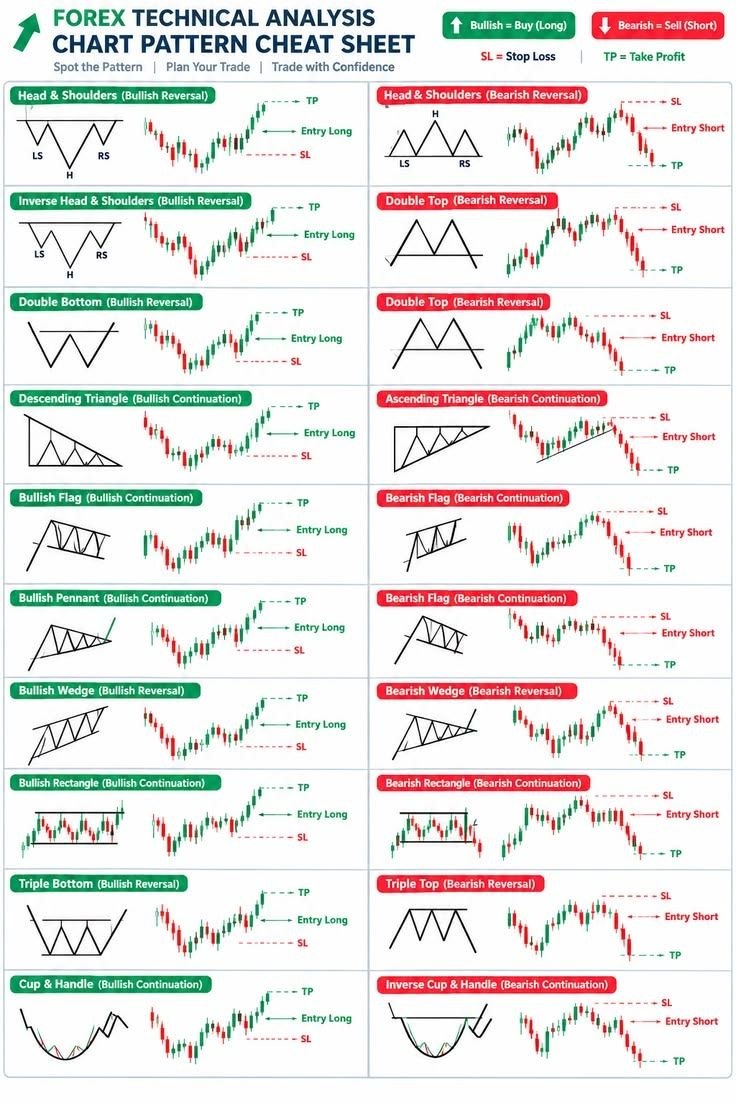 FOREX TECHNICAL ANALYSIS
CHART PATTERN CHEAT SHEET
Spot the Pattern | Plan Your Trade | Trade with Confidence
Bullish = Buy (Long)
Bearish = Sell (Short)
SL = Stop Loss | TP = Take Profit
Head & Shoulders (Bullish Reversal)
LS
H
RS
TP
Entry Long
SL
Head & Shoulders (Bearish Reversal)
H
LS
RS
SL
Entry Short
TP
Inverse Head & Shoulders (Bullish Reversal)
LS
H
RS
TP
Entry Long
SL
Double Top (Bearish Reversal)
SL
Entry Short
TP
Double Bottom (Bullish Reversal)
TP
Entry Long
SL
Double Top (Bearish Reversal)
SL
Entry Short
TP
Descending Triangle (Bullish Continuation)
TP
Entry Long
SL
Ascending Triangle (Bearish Continuation)
SL
Entry Short
TP
Bullish Flag (Bullish Continuation)
TP
Entry Long
SL
Bearish Flag (Bearish Continuation)
SL
Entry Short
TP
Bullish Pennant (Bullish Continuation)
TP
Entry Long
SL
Bearish Flag (Bearish Continuation)
SL
Entry Short
TP
Bullish Wedge (Bullish Reversal)
TP
Entry Long
SL
Bearish Wedge (Bearish Reversal)
SL
Entry Short
TP
Bullish Rectangle (Bullish Continuation)
TP
Entry Long
SL
Bearish Rectangle (Bearish Continuation)
SL
Entry Short
TP
Triple Bottom (Bullish Reversal)
TP
Entry Long
SL
Triple Top (Bearish Reversal)
SL
Entry Short
TP
Cup & Handle (Bullish Continuation)
TP
Entry Long
SL
Inverse Cup & Handle (Bearish Continuation)
SL
Entry Short
TP